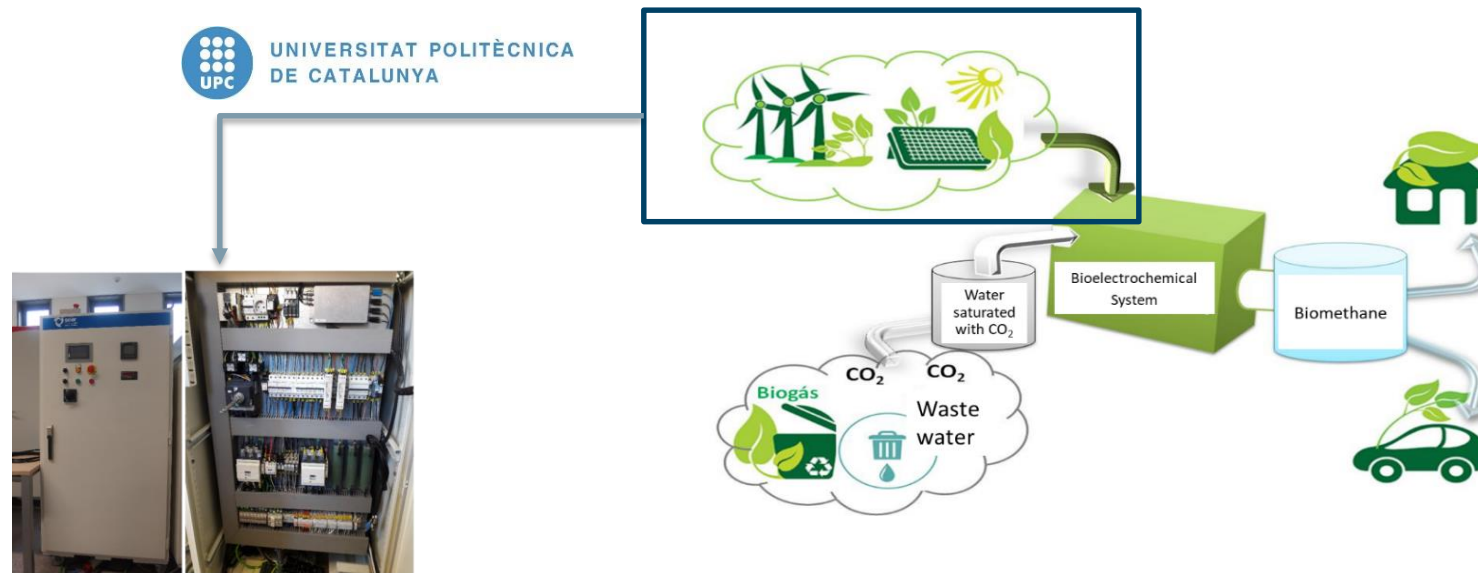 UPC
UNIVERSITAT POLITÈCNICA
DE CATALUNYA
Bioelectrochemical
System
Water
saturated
with CO₂
Biomethane
CO₂
CO₂
Biogás
Waste
water